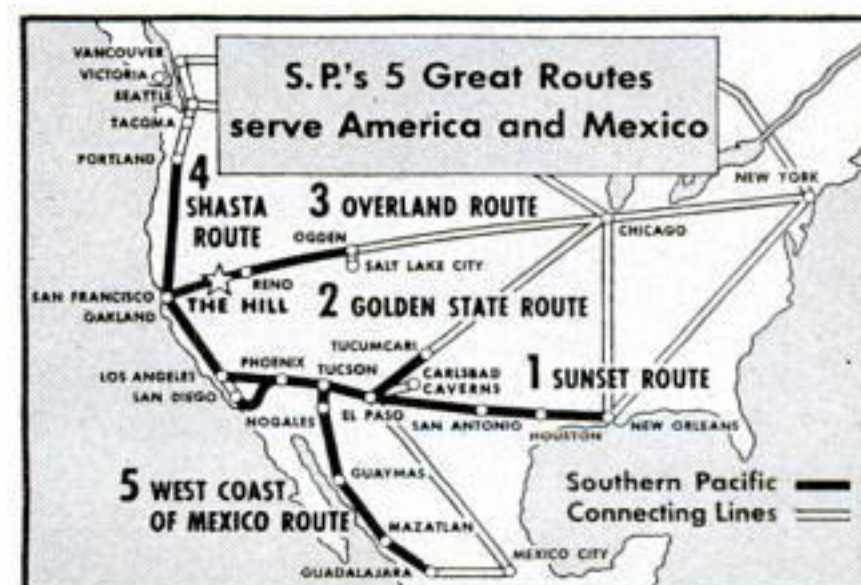 S.P.'s 5 Great Routes
serve America and Mexico
VANCOUVER
VICTORIA
SEATTLE
TACOMA
PORTLAND
4
SHASTA
ROUTE
3 OVERLAND ROUTE
NEW YORK
CHICAGO
OGDEN
SALT LAKE CITY
RENO
THE HILL
SAN FRANCISCO
OAKLAND
2 GOLDEN STATE ROUTE
TUCUMCARI
CARLSBAD
CAVERNS
1 SUNSET ROUTE
PHOENIX
TUCSON
LOS ANGELES
SAN DIEGO
NOGALES
EL PASO
SAN ANTONIO
HOUSTON
NEW ORLEANS
5 WEST COAST
OF MEXICO ROUTE
GUAYMAS
MAZATLAN
GUADALAJARA
MEXICO CITY
Southern Pacific
Connecting Lines